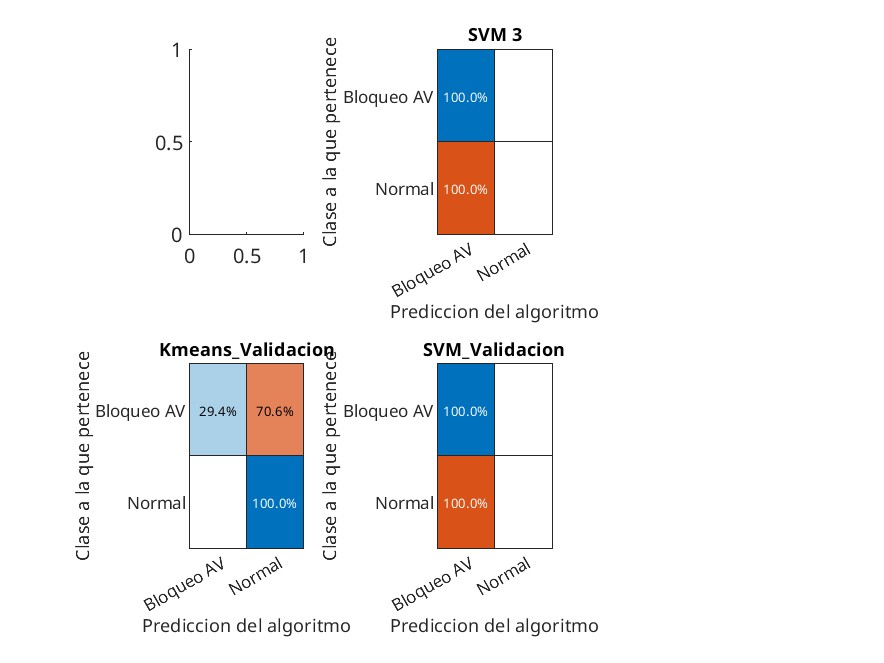 1
0.5
0
0 0.5 1
SVM 3
Clase a la que pertenece
Bloqueo AV
100.0%
Normal
100.0%
Bloqueo AV
Normal
Prediccion del algoritmo
Kmeans_Validacion
Clase a la que pertenece
Bloqueo AV
29.4% 70.6%
Normal
100.0%
Bloqueo AV
Normal
Prediccion del algoritmo
SVM_Validacion
Clase a la que pertenece
Bloqueo AV
100.0%
Normal
100.0%
Bloqueo AV
Normal
Prediccion del algoritmo